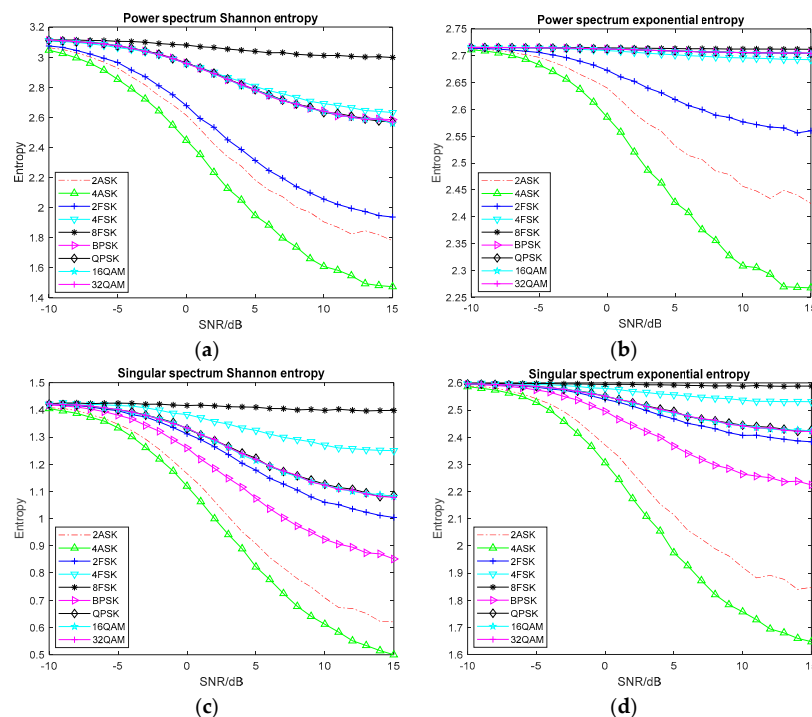 Power spectrum Shannon entropy
3.2
3
2.8
2.6
2.4
2.2
2
1.8
1.6
1.4
Entropy
2ASK
4ASK
2FSK
4FSK
8FSK
BPSK
QPSK
16QAM
32QAM
-10 -5 0 5 10 15
SNR/dB
(a)
Power spectrum exponential entropy
2.75
2.7
2.65
2.6
2.55
2.5
2.45
2.4
2.35
2.3
2.25
Entropy
2ASK
4ASK
2FSK
4FSK
8FSK
BPSK
QPSK
16QAM
32QAM
-10 -5 0 5 10 15
SNR/dB
(b)
Singular spectrum Shannon entropy
1.5
1.4
1.3
1.2
1.1
1
0.9
0.8
0.7
0.6
0.5
Entropy
2ASK
4ASK
2FSK
4FSK
8FSK
BPSK
QPSK
16QAM
32QAM
-10 -5 0 5 10 15
SNR/dB
(c)
Singular spectrum exponential entropy
2.6
2.5
2.4
2.3
2.2
2.1
2
1.9
1.8
1.7
1.6
Entropy
2ASK
4ASK
2FSK
4FSK
8FSK
BPSK
QPSK
16QAM
32QAM
-10 -5 0 5 10 15
SNR/dB
(d)